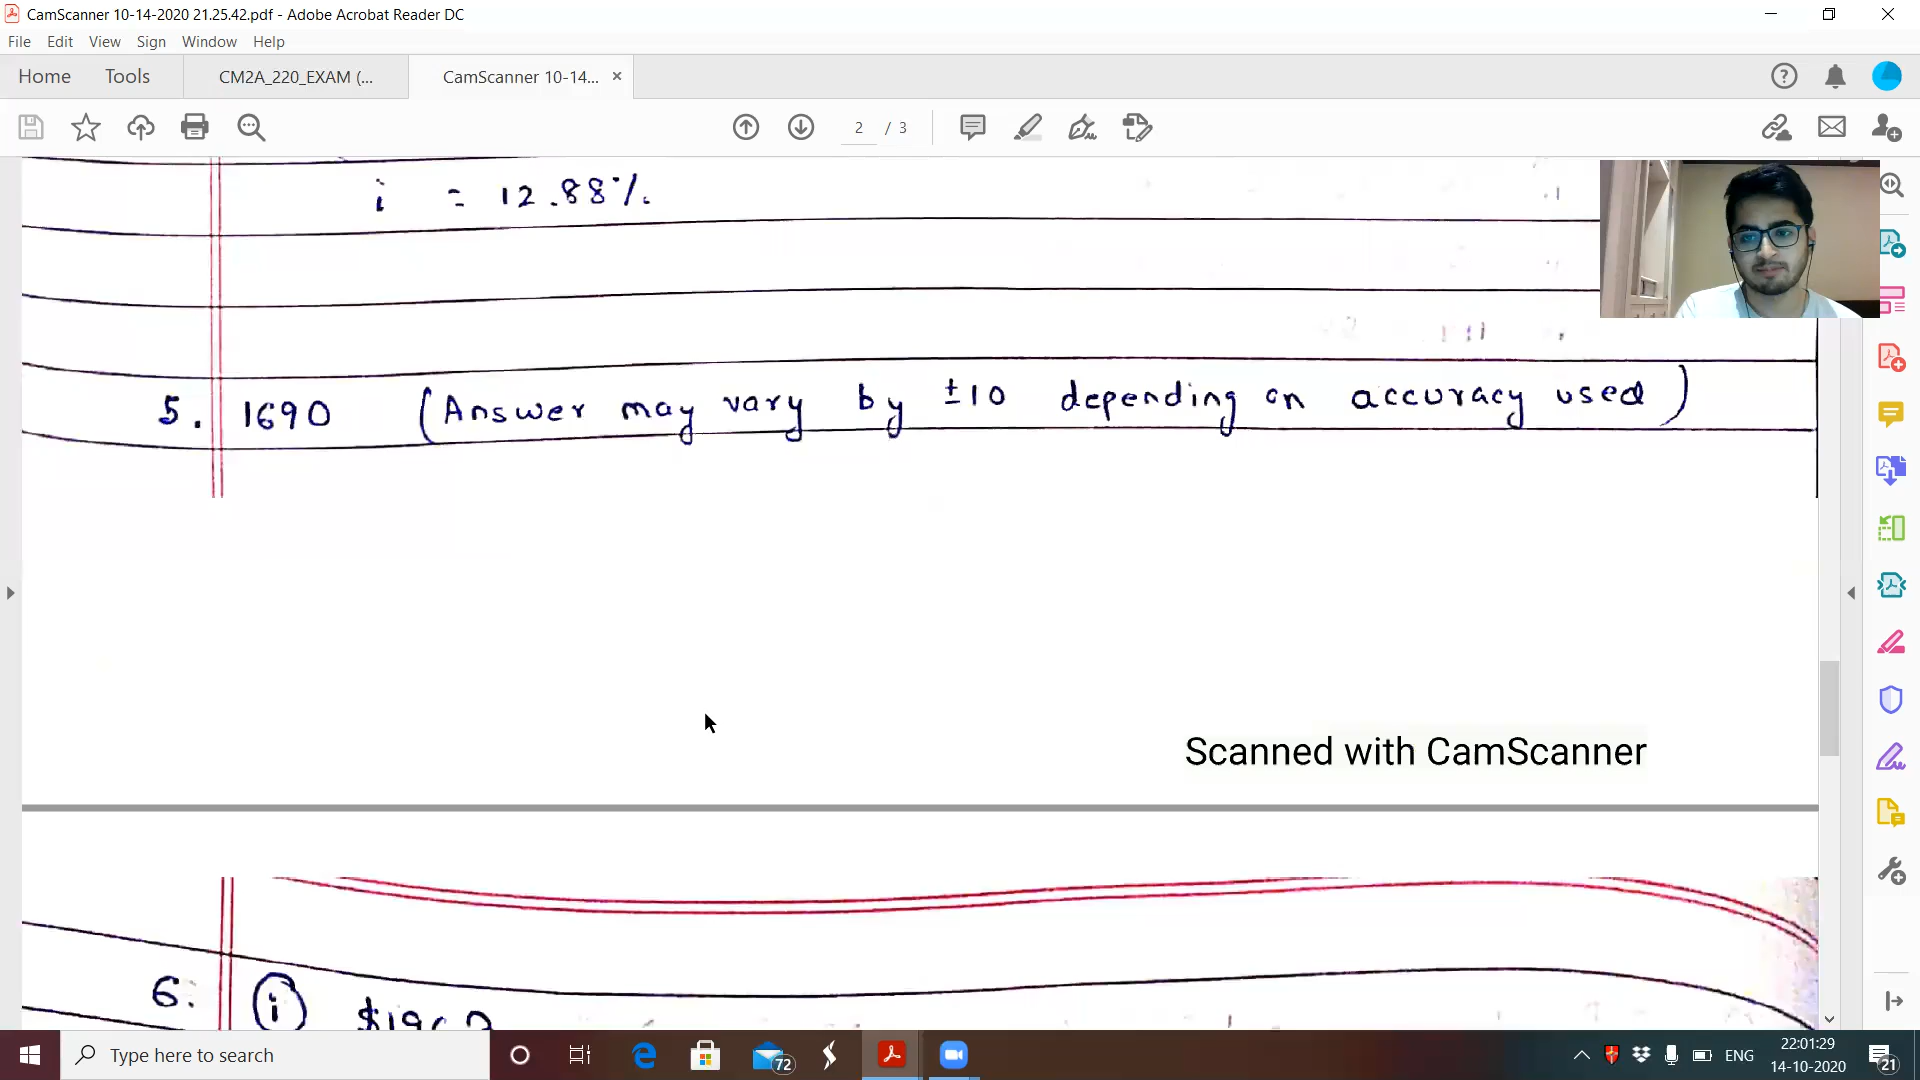 CamScanner 10-14-2020 21.25.42.pdf - Adobe Acrobat Reader DC
File Edit View Sign Window Help
Home Tools CM2A_220_EXAM (... CamScanner 10-14... ×
2 / 3
i = 12.88%.
5. 1690 (Answer may vary by ±10 depending on accuracy used)
Scanned with CamScanner
6. (i)
Type here to search
72
ENG
22:01:29
14-10-2020
21